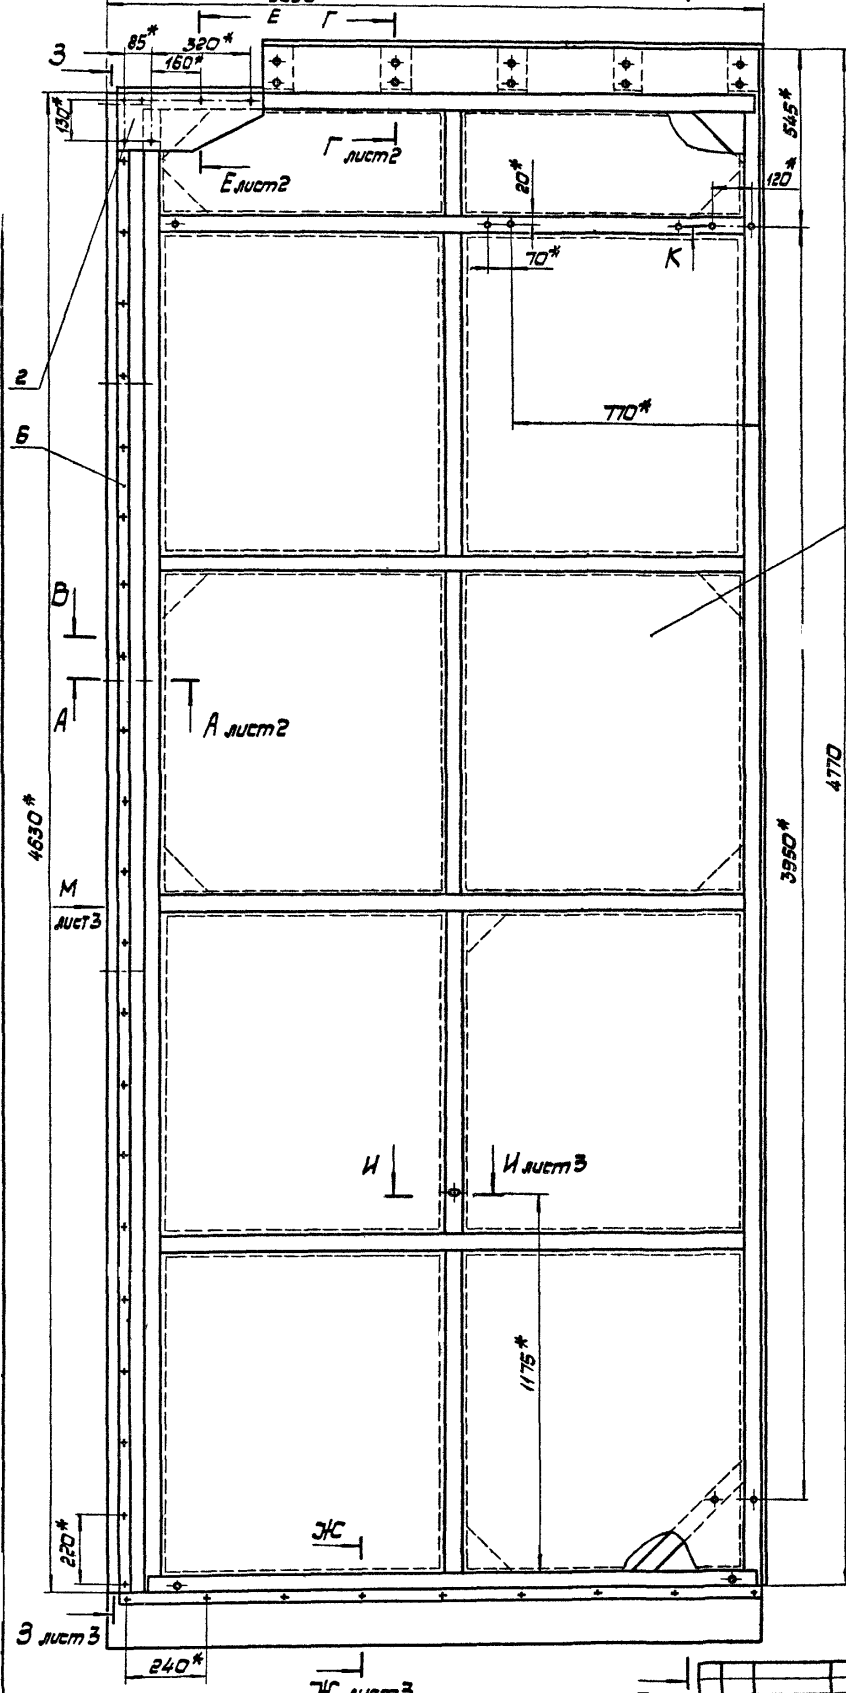 Е
Г
85*
320*
З
160*
130*
545*
Г лист2
Е лист2
20*
120*
70*
К
2
770*
6
В
А
А лист2
4770
4630*
3950*
М
лист3
И
И лист3
1175*
Ж
220*
З лист3
240*
Ж лист3